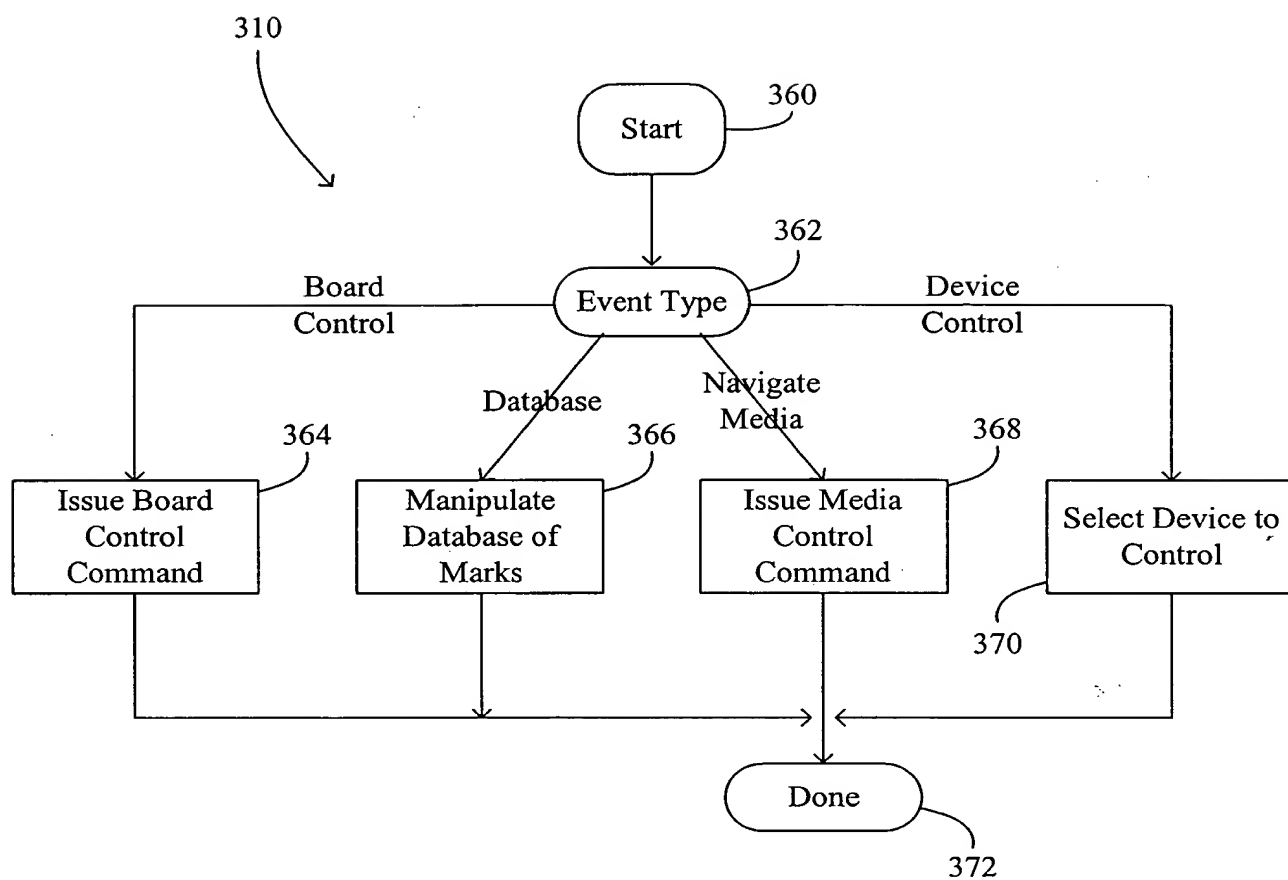 310
360
Start
362
Event Type
Board
Control
Device
Control
Database
Navigate
Media
364
366
368
Issue Board
Control
Command
Manipulate
Database of
Marks
Issue Media
Control
Command
Select Device to
Control
370
Done
372